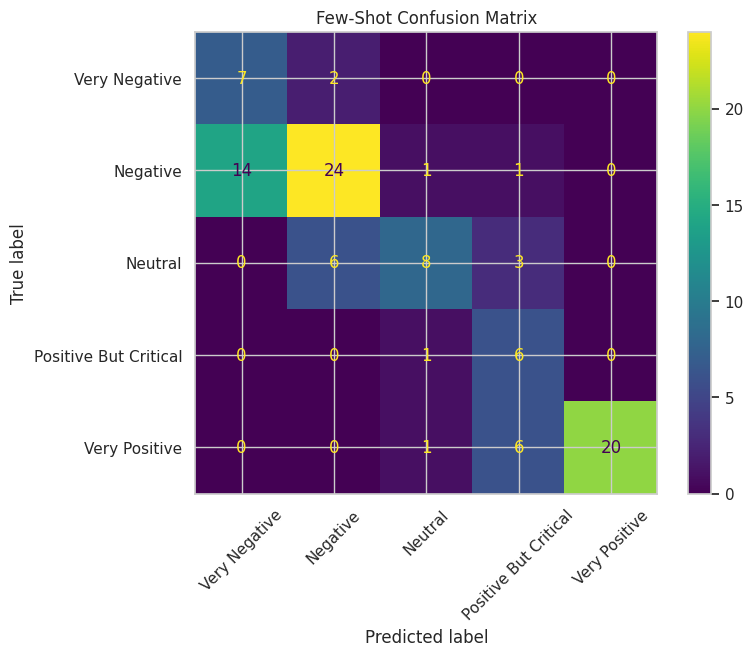 Few-Shot Confusion Matrix
Very Negative 7 2 0 0 0
Negative 14 24 1 1 0
Neutral 0 6 8 3 0
Positive But Critical 0 0 1 6 0
Very Positive 0 0 1 6 20
True label
Very Negative
Negative
Neutral
Positive But Critical
Very Positive
Predicted label
20
15
10
5
0